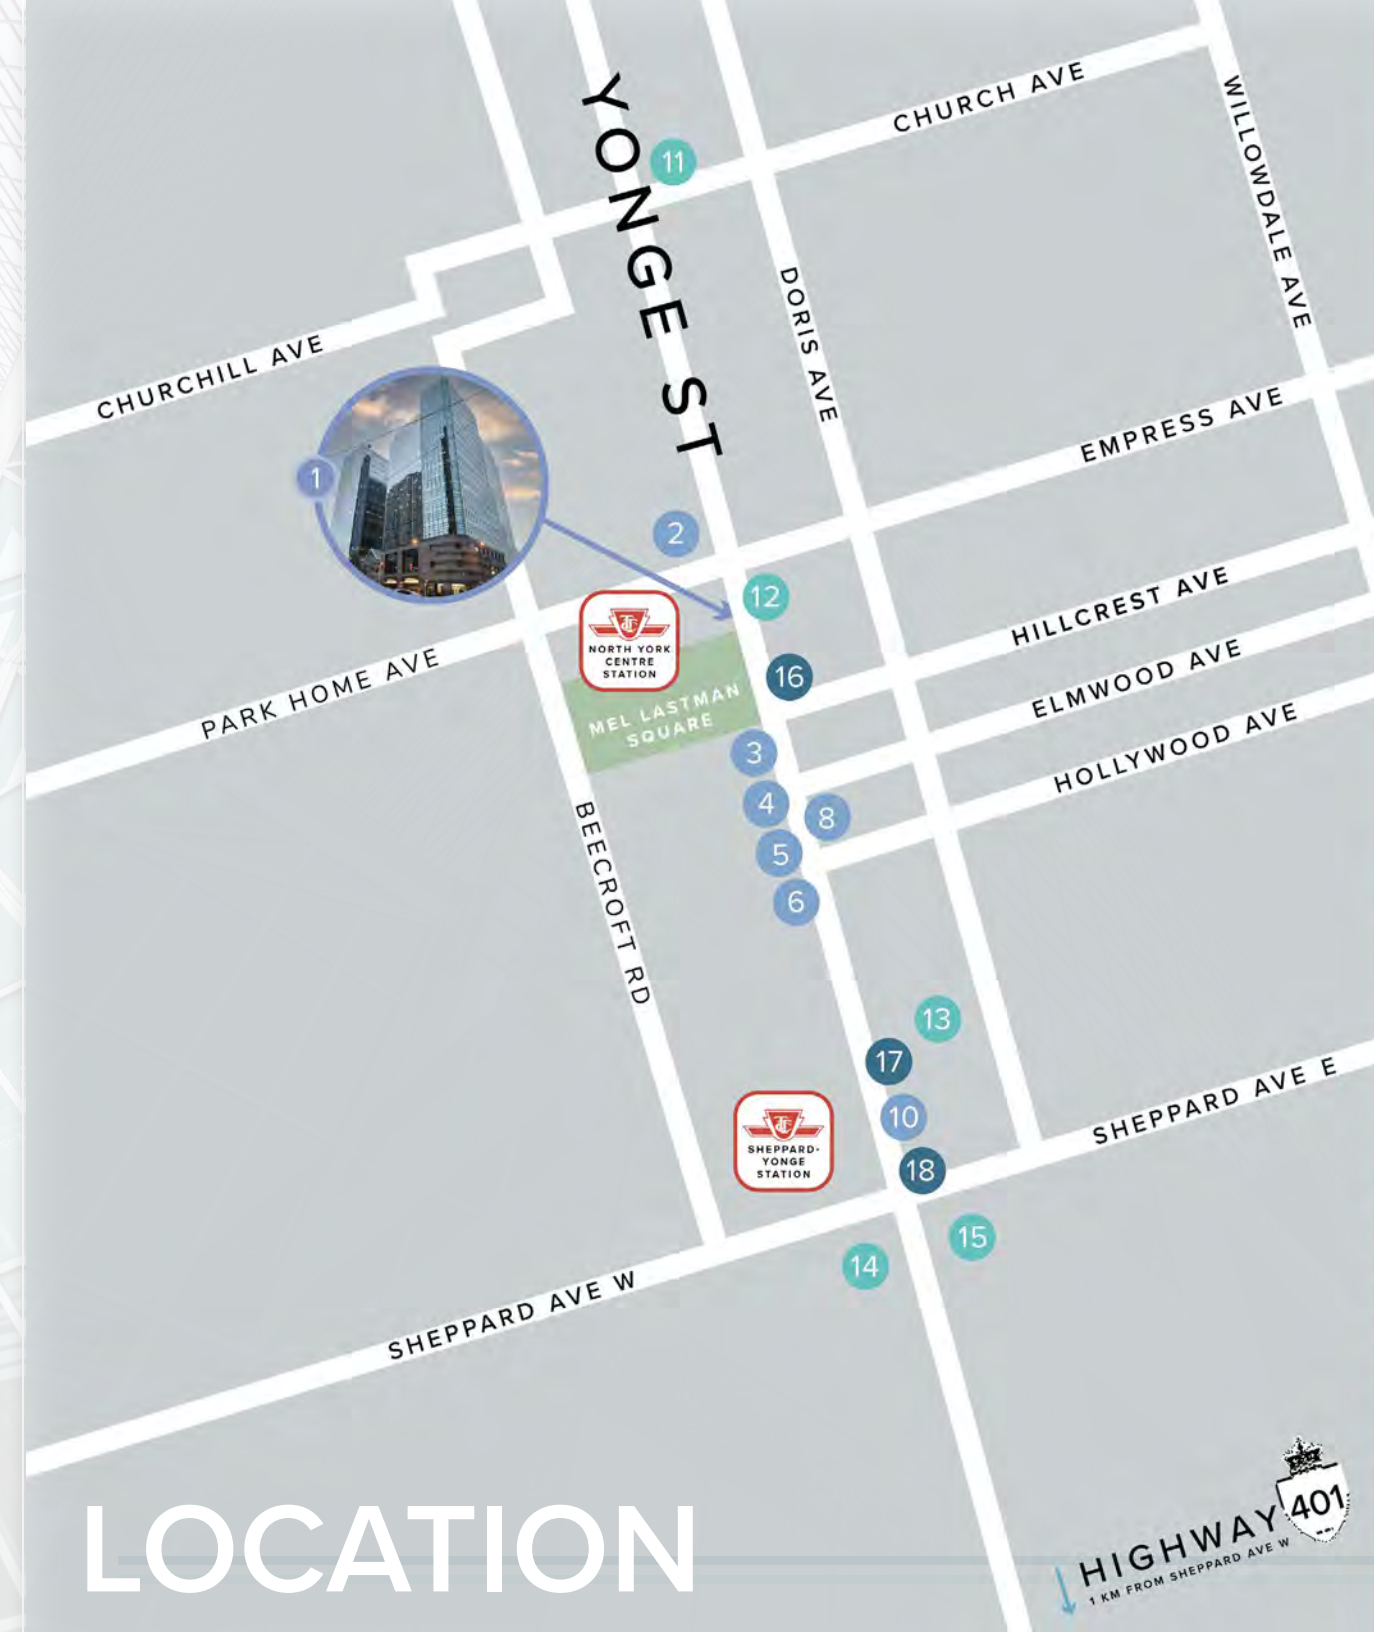 YONGE ST
CHURCH AVE
WILLOWDALE AVE
11
DORIS AVE
CHURCHILL AVE
EMPRESS AVE
1
2
12
HILLCREST AVE
NORTH YORK
CENTRE
STATION
PARK HOME AVE
16
ELMWOOD AVE
MEL LASTMAN
SQUARE
HOLLYWOOD AVE
3
4
8
5
6
BEECROFT RD
13
17
10
SHEPPARD AVE E
SHEPPARD-
YONGE
STATION
18
15
14
SHEPPARD AVE W
401
HIGHWAY
1 KM FROM SHEPPARD AVE W
LOCATION